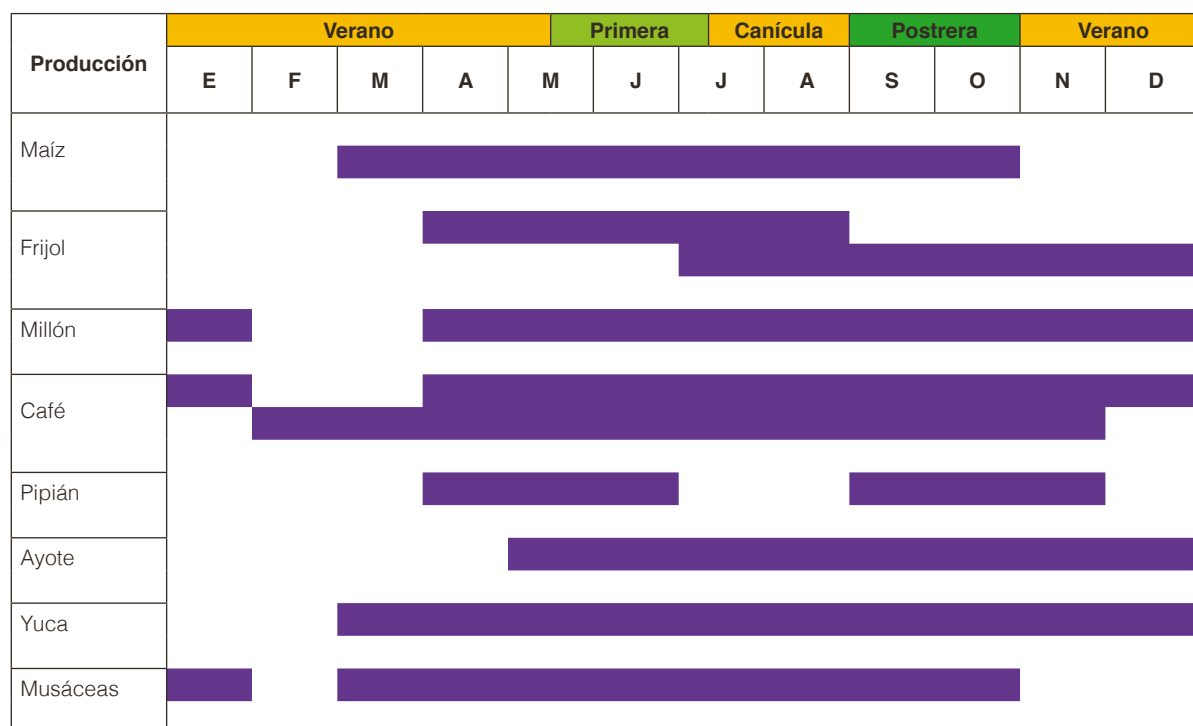 Producción
Verano Primera Canícula Postrera Verano
E F M A M J J A S O N D
Maíz
Frijol
Millón
Café
Pipián
Ayote
Yuca
Musáceas